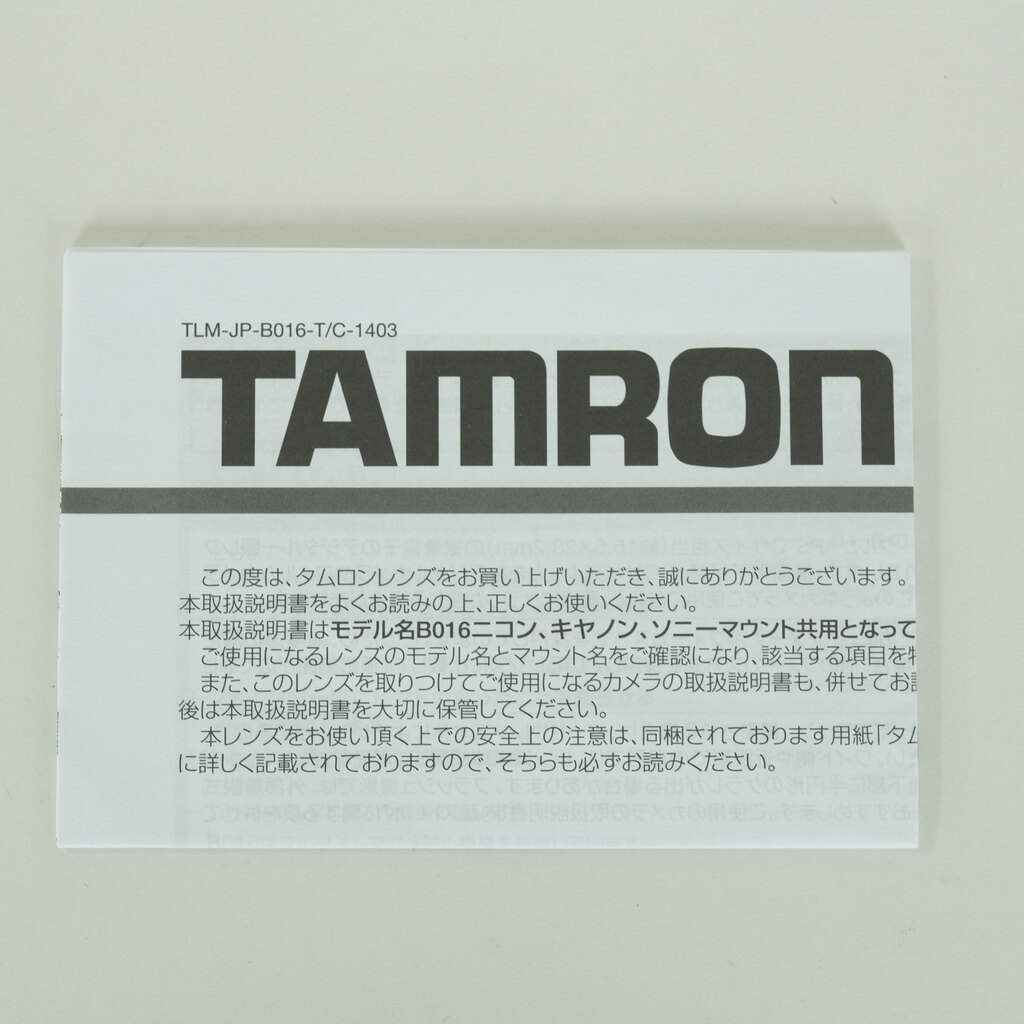 TLM-JP-B016-T/C-1403
TAMRON
この度は、タムロンレンズをお買い上げいただき、誠にありがとうございます。
本取扱説明書をよくお読みの上、正しくお使いください。
本取扱説明書はモデル名B016ニコン、キヤノン、ソニーマウント共用となって
ご使用になるレンズのモデル名とマウント名をご確認になり、該当する項目を
また、このレンズを取りつけてご使用になるカメラの取扱説明書も、併せてお
後は本取扱説明書を大切に保管してください。
本レンズをお使い頂く上での安全上の注意は、同梱されております用紙「タム
に詳しく記載されておりますので、そちらも必ずお読みください。